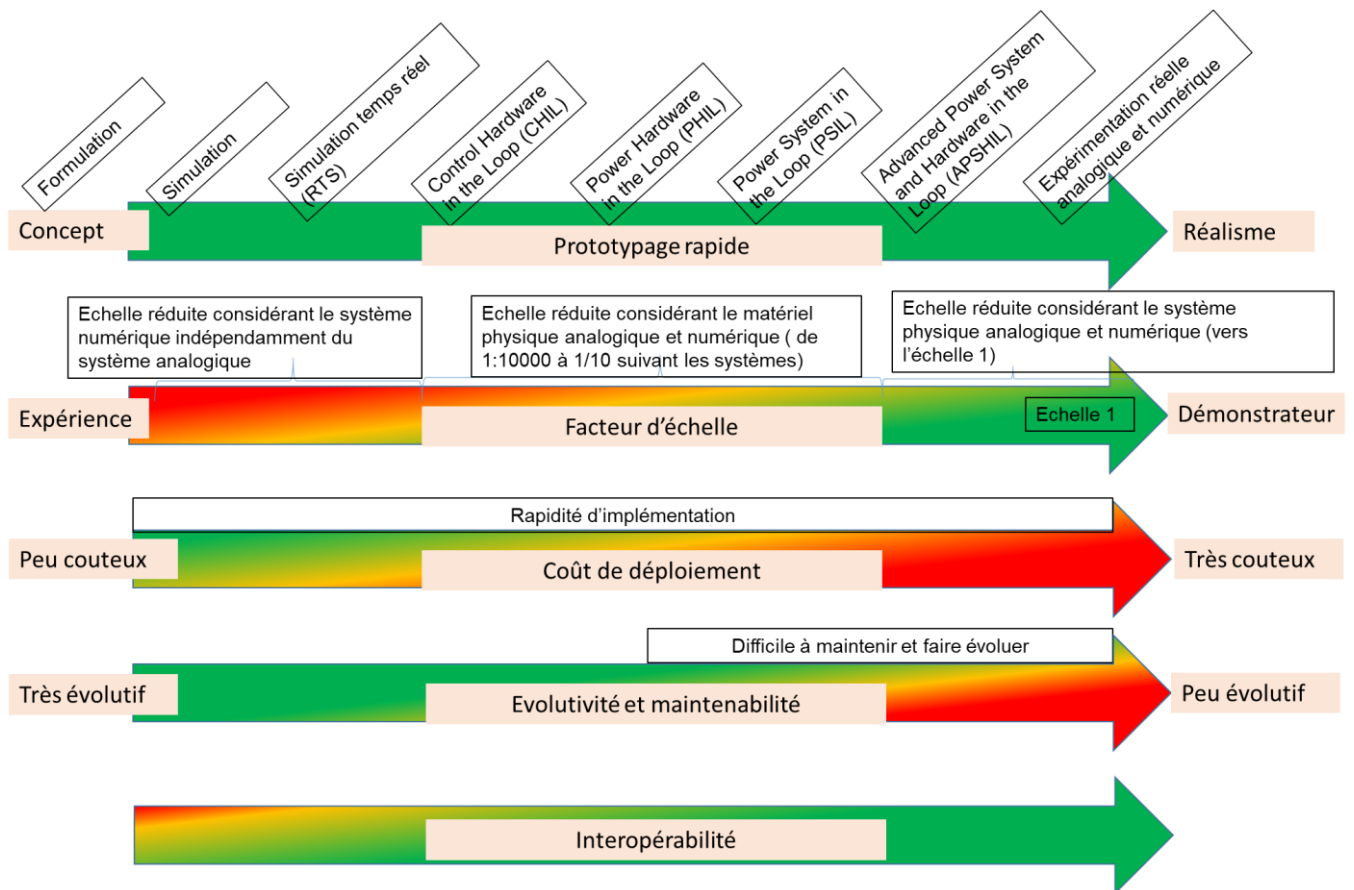 Formulation
Simulation
Simulation temps réel
(RTS)
Control Hardware
in the Loop (CHIL)
Power Hardware
in the Loop (PHIL)
Power System in
the Loop (PSIL)
Advanced Power System
and Hardware in the
Loop (APSHIL)
Expérimentation réelle
analogique et numérique
Concept
Prototypage rapide
Réalisme
Echelle réduite considérant le système
numérique indépendamment du
système analogique
Echelle réduite considérant le matériel
physique analogique et numérique ( de
1:10000 à 1/10 suivant les systèmes)
Echelle réduite considérant le système
physique analogique et numérique (vers
l’échelle 1)
Expérience
Facteur d’échelle
Echelle 1
Démonstrateur
Rapidité d’implémentation
Peu couteux
Coût de déploiement
Très couteux
Difficile à maintenir et faire évoluer
Très évolutif
Evolutivité et maintenabilité
Peu évolutif
Interopérabilité